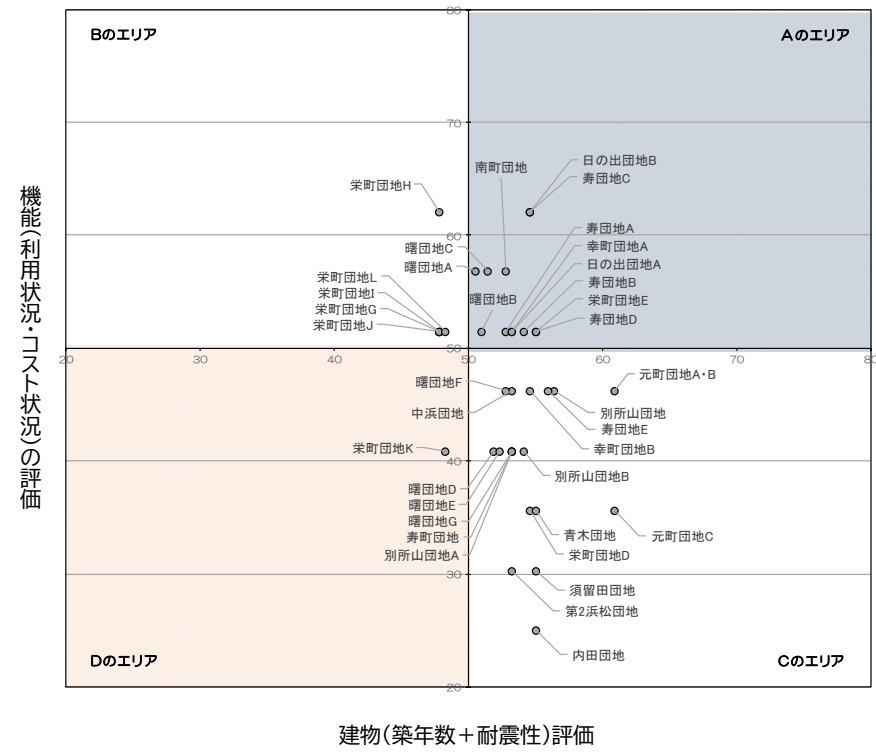 80
Bのエリア
Aのエリア
70
南町団地
日の出団地B
寿団地C
栄町団地H
60
寿団地A
幸町団地A
日の出団地A
寿団地B
栄町団地E
寿団地D
曙団地C
曙団地A
曙団地B
栄町団地L
栄町団地I
栄町団地G
栄町団地J
20
30
40
50
50
60
70
80
曙団地F
中浜団地
元町団地A・B
別所山団地
寿団地E
幸町団地B
栄町団地K
40
別所山団地B
曙団地D
曙団地E
曙団地G
寿町団地
別所山団地A
青木団地
栄町団地D
元町団地C
30
須留田団地
第2浜松団地
内田団地
Dのエリア
Cのエリア
20
機能(利用状況・コスト状況)の評価
建物(築年数＋耐震性)評価